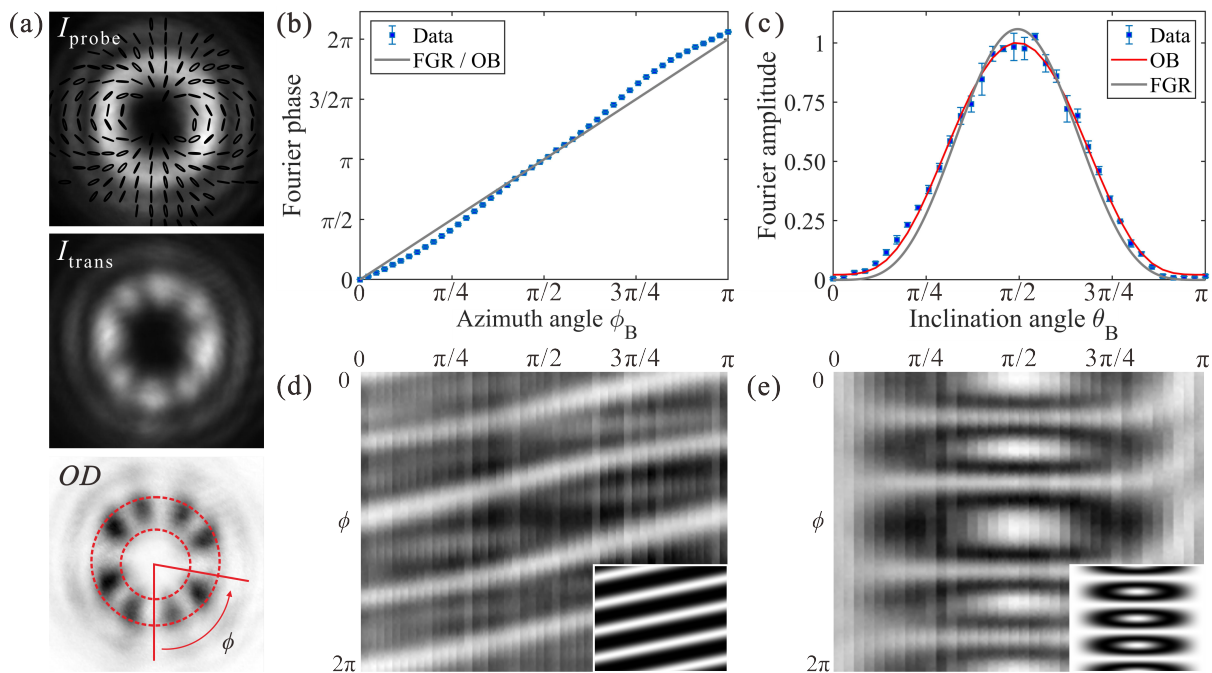 (a)
I_probe
I_trans
OD
ϕ
(b)
Data
FGR / OB
Fourier phase
2π
3/2π
π
π/2
0
0 π/4 π/2 3π/4 π
Azimuth angle ϕ_B
(c)
Data
OB
FGR
Fourier amplitude
1
0.75
0.50
0.25
0
0 π/4 π/2 3π/4 π
Inclination angle θ_B
(d)
0 π/4 π/2 3π/4 π
0
ϕ
2π
(e)
0 π/4 π/2 3π/4 π
0
ϕ
2π